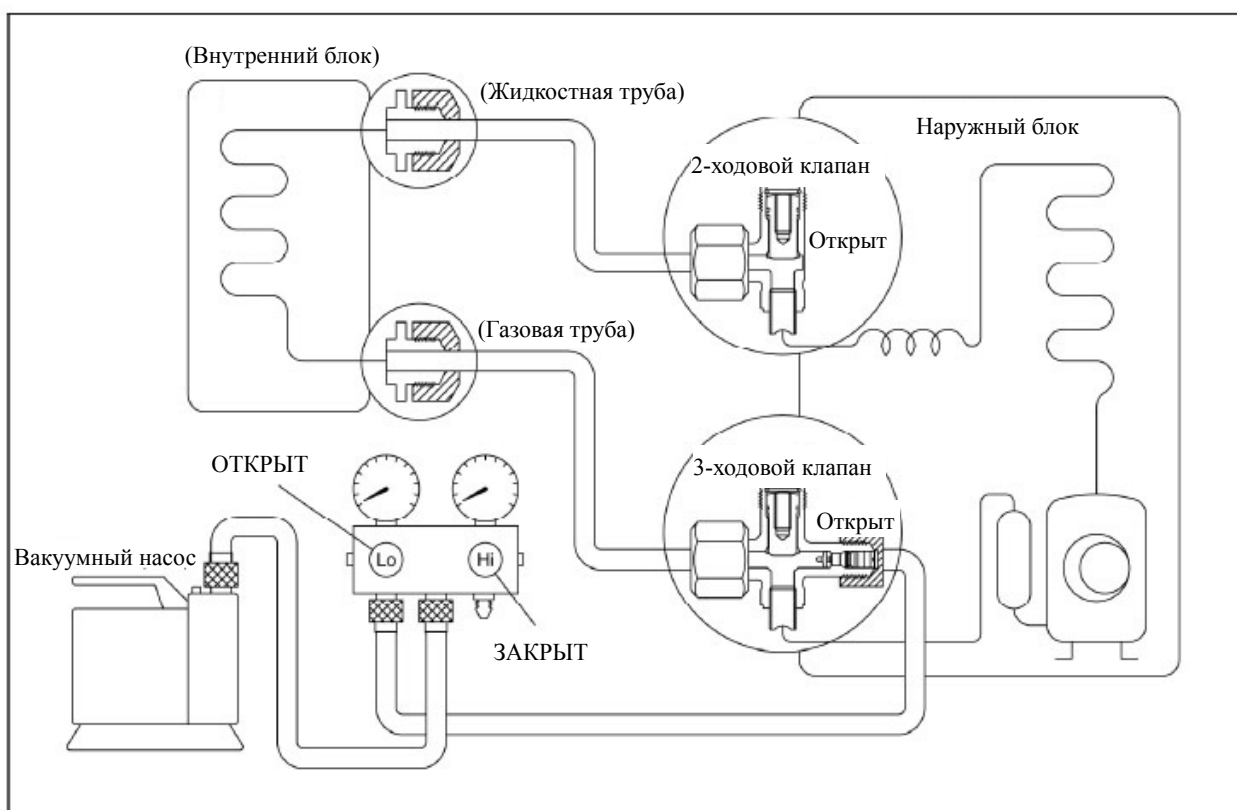 (Внутренний блок)
(Жидкостная труба)
Наружный блок
2-ходовой клапан
Открыт
(Газовая труба)
3-ходовой клапан
Открыт
ОТКРЫТ
Вакуумный насос
Lo
Hi
ЗАКРЫТ